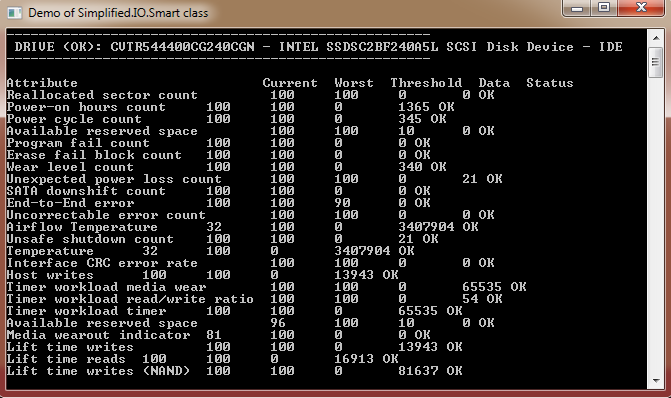 Demo of Simplified.IO.Smart class
-----------------------------------------------------
DRIVE (OK): CVTR544400CG240CGN - INTEL SSDSC2BF240A5L SCSI Disk Device - IDE
-----------------------------------------------------
Attribute Current Worst Threshold Data Status
Reallocated sector count 100 100 0 0 OK
Power-on hours count 100 100 0 1365 OK
Power cycle count 100 100 0 345 OK
Available reserved space 100 100 10 0 OK
Program fail count 100 100 0 0 OK
Erase fail block count 100 100 0 0 OK
Wear level count 100 100 0 340 OK
Unexpected power loss count 100 100 0 21 OK
SATA downshift count 100 100 0 0 OK
End-to-End error 100 100 90 0 OK
Uncorrectable error count 100 100 0 0 OK
Airflow Temperature 32 100 0 3407904 OK
Unsafe shutdown count 100 100 0 21 OK
Temperature 32 100 0 3407904 OK
Interface CRC error rate 100 100 0 0 OK
Host writes 100 100 0 13943 OK
Timer workload media wear 100 100 0 65535 OK
Timer workload read/write ratio 100 100 0 54 OK
Timer workload timer 100 100 0 65535 OK
Available reserved space 96 100 10 0 OK
Media wearout indicator 81 100 0 0 OK
Lift time writes 100 100 0 13943 OK
Lift time reads 100 100 0 16913 OK
Lift time writes (NAND) 100 100 0 81637 OK